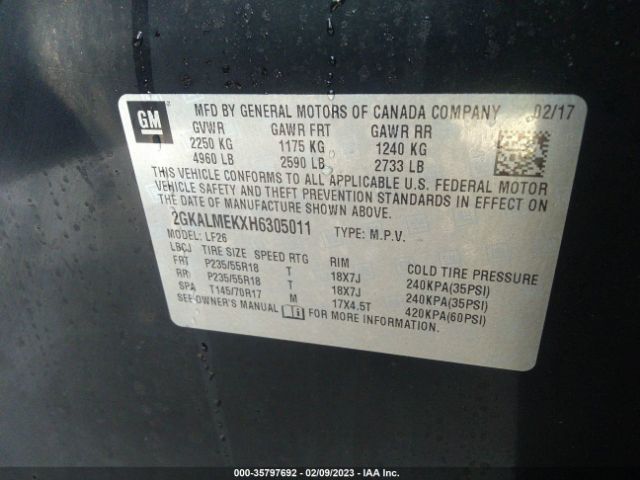 GM
MFD BY GENERAL MOTORS OF CANADA COMPANY 02/17
GVWR GAWR FRT GAWR RR
2250 KG 1175 KG 1240 KG
4960 LB 2590 LB 2733 LB
THIS VEHICLE CONFORMS TO ALL APPLICABLE U.S. FEDERAL MOTOR
VEHICLE SAFETY AND THEFT PREVENTION STANDARDS IN EFFECT ON
THE DATE OF MANUFACTURE SHOWN ABOVE.
2GKALMEKXH6305011 TYPE: M.P.V.
MODEL: LF26
LBCJ TIRE SIZE SPEED RTG RIM COLD TIRE PRESSURE
FRT P235/55R18 T 18X7J 240KPA(35PSI)
RR P235/55R18 T 18X7J 240KPA(35PSI)
SPA T145/70R17 M 17X4.5T 420KPA(60PSI)
SEE OWNER'S MANUAL FOR MORE INFORMATION.
000-35797692 - 02/09/2023 - IAA Inc.